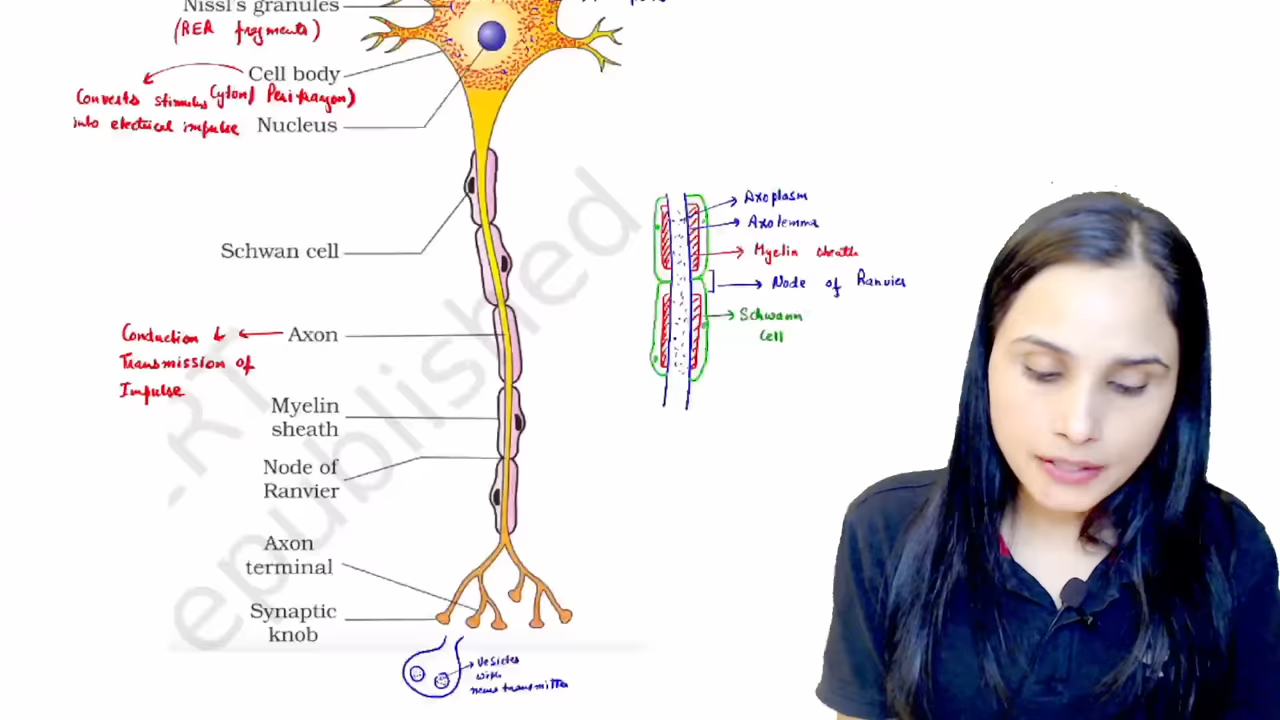 Nissl's granules
(RER fragments)
Cell body
(Cyton/ Perikaryon)
Converts stimulus
into electrical impulse
Nucleus
Schwan cell
Axon
Conduction &
Transmission of
Impulse
Myelin
sheath
Node of
Ranvier
Axon
terminal
Synaptic
knob
Vesicles
with
neurotransmitter
Axoplasm
Axolemma
Myelin sheath
Node of Ranvier
Schwann
Cell
republished